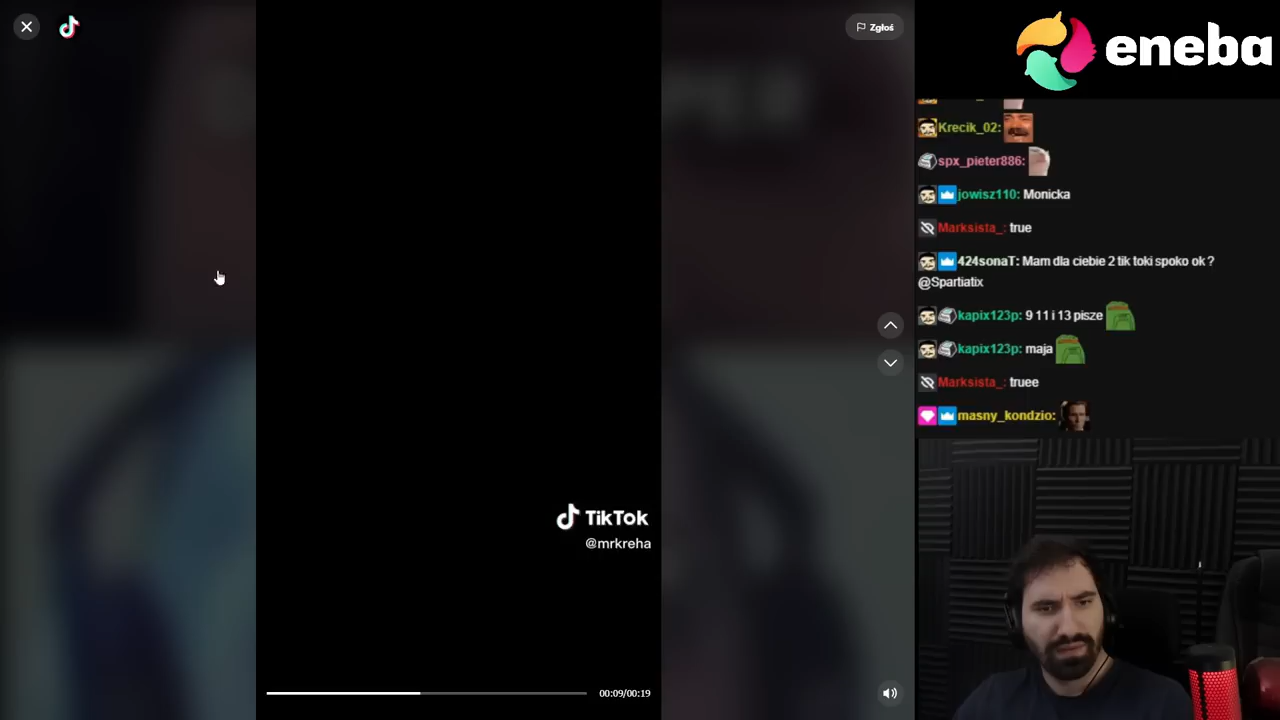 Zgłoś
eneba
Krecik_02:
spx_pieter886:
jowisz110: Monicka
Marksista_: true
424sonaT: Mam dla ciebie 2 tik toki spoko ok ?
@Spartiatix
kapix123p: 9 11 i 13 pisze
kapix123p: maja
Marksista_: truee
masny_kondzio:
TikTok
@mrkreha
00:09/00:19